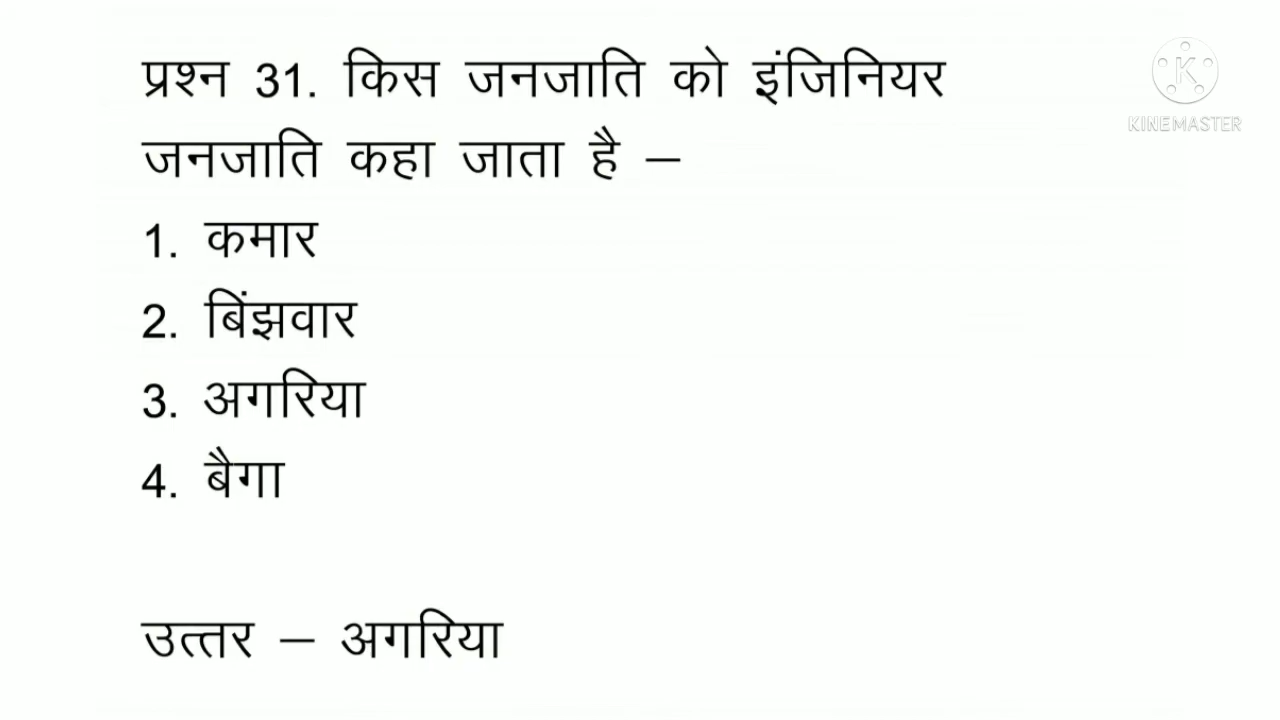 प्रश्न 31. किस जनजाति को इंजिनियर
KINEMASTER
जनजाति कहा जाता है –
1. कमार
2. बिंझवार
3. अगरिया
4. बैगा
उत्तर – अगरिया